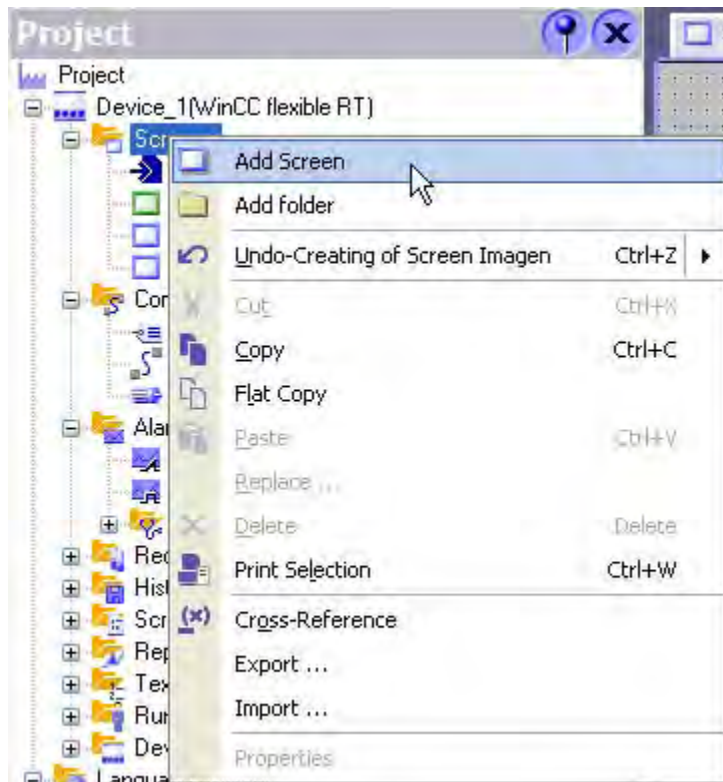 Project
Project
Device_1(WinCC flexible RT)
Scr
Add Screen
Add folder
Undo-Creating of Screen Imagen Ctrl+Z
Cor
Cut Ctrl+X
Copy Ctrl+C
Flat Copy
Alar
Paste Ctrl+V
Replace ...
Delete Delete
Rec
Print Selection Ctrl+W
Hist
Scr
Cross-Reference
Rep
Export ...
Tex
Import ...
Run
Dev
Properties
Langua